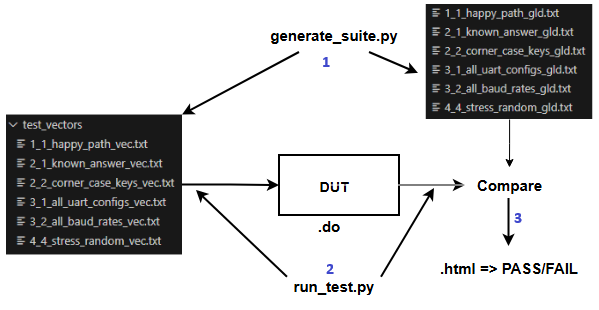 generate_suite.py
1
1_1_happy_path_gld.txt
2_1_known_answer_gld.txt
2_2_corner_case_keys_gld.txt
3_1_all_uart_configs_gld.txt
3_2_all_baud_rates_gld.txt
4_4_stress_random_gld.txt
test_vectors
1_1_happy_path_vec.txt
2_1_known_answer_vec.txt
2_2_corner_case_keys_vec.txt
3_1_all_uart_configs_vec.txt
3_2_all_baud_rates_vec.txt
4_4_stress_random_vec.txt
DUT
.do
Compare
3
2
run_test.py
.html => PASS/FAIL